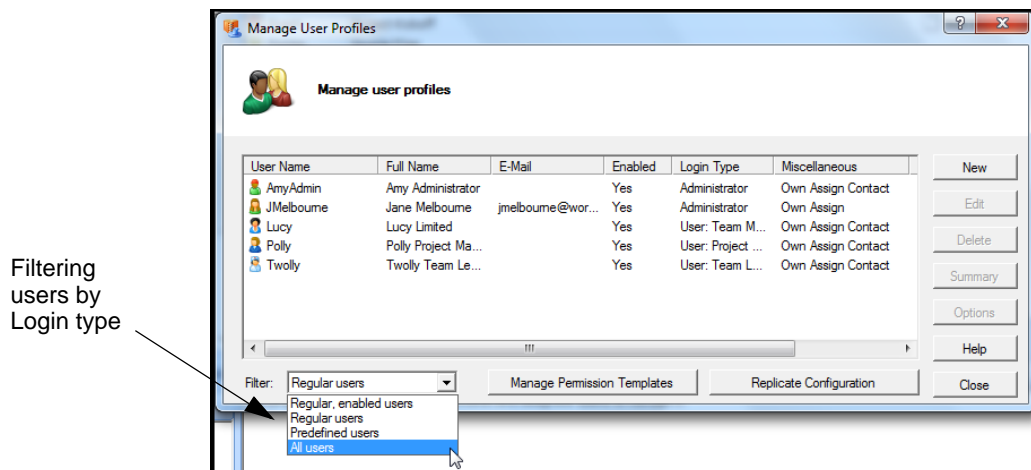 Manage User Profiles
Manage user profiles
User Name Full Name E-Mail Enabled Login Type Miscellaneous
AmyAdmin Amy Administrator Yes Administrator Own Assign Contact
JMelbourne Jane Melbourne jmelbourne@wor... Yes Administrator Own Assign
Lucy Lucy Limited Yes User: Team M... Own Assign Contact
Polly Polly Project Ma... Yes User: Project ... Own Assign Contact
Twolly Twolly Team Le... Yes User: Team L... Own Assign Contact
New
Edit
Delete
Summary
Options
Help
Close
Filtering
users by
Login type
Filter: Regular users Manage Permission Templates Replicate Configuration
Regular, enabled users
Regular users
Predefined users
All users